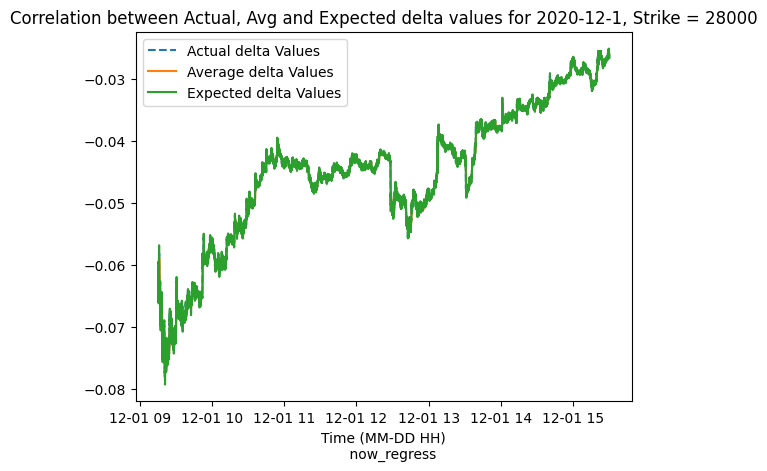 Correlation between Actual, Avg and Expected delta values for 2020-12-1, Strike = 28000
Actual delta Values
Average delta Values
Expected delta Values
−0.03
−0.04
−0.05
−0.06
−0.07
−0.08
12-01 09 12-01 10 12-01 11 12-01 12 12-01 13 12-01 14 12-01 15
Time (MM-DD HH)
now_regress